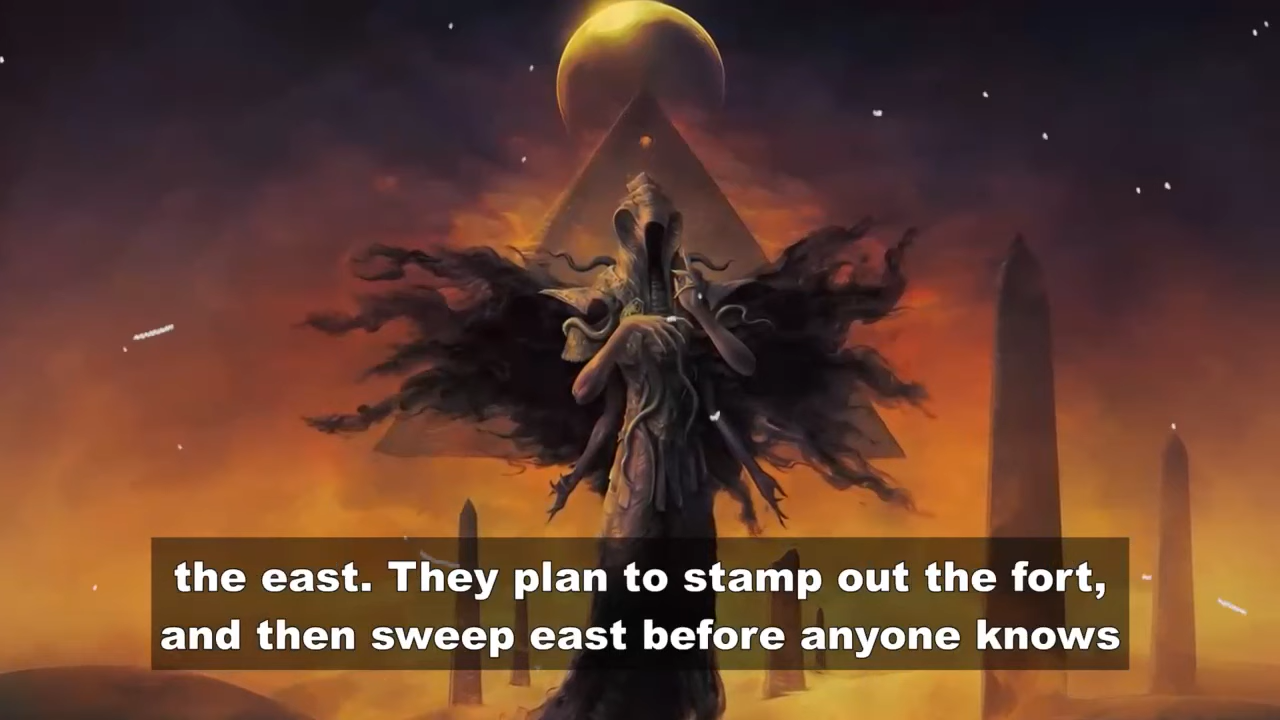 the east. They plan to stamp out the fort,
and then sweep east before anyone knows